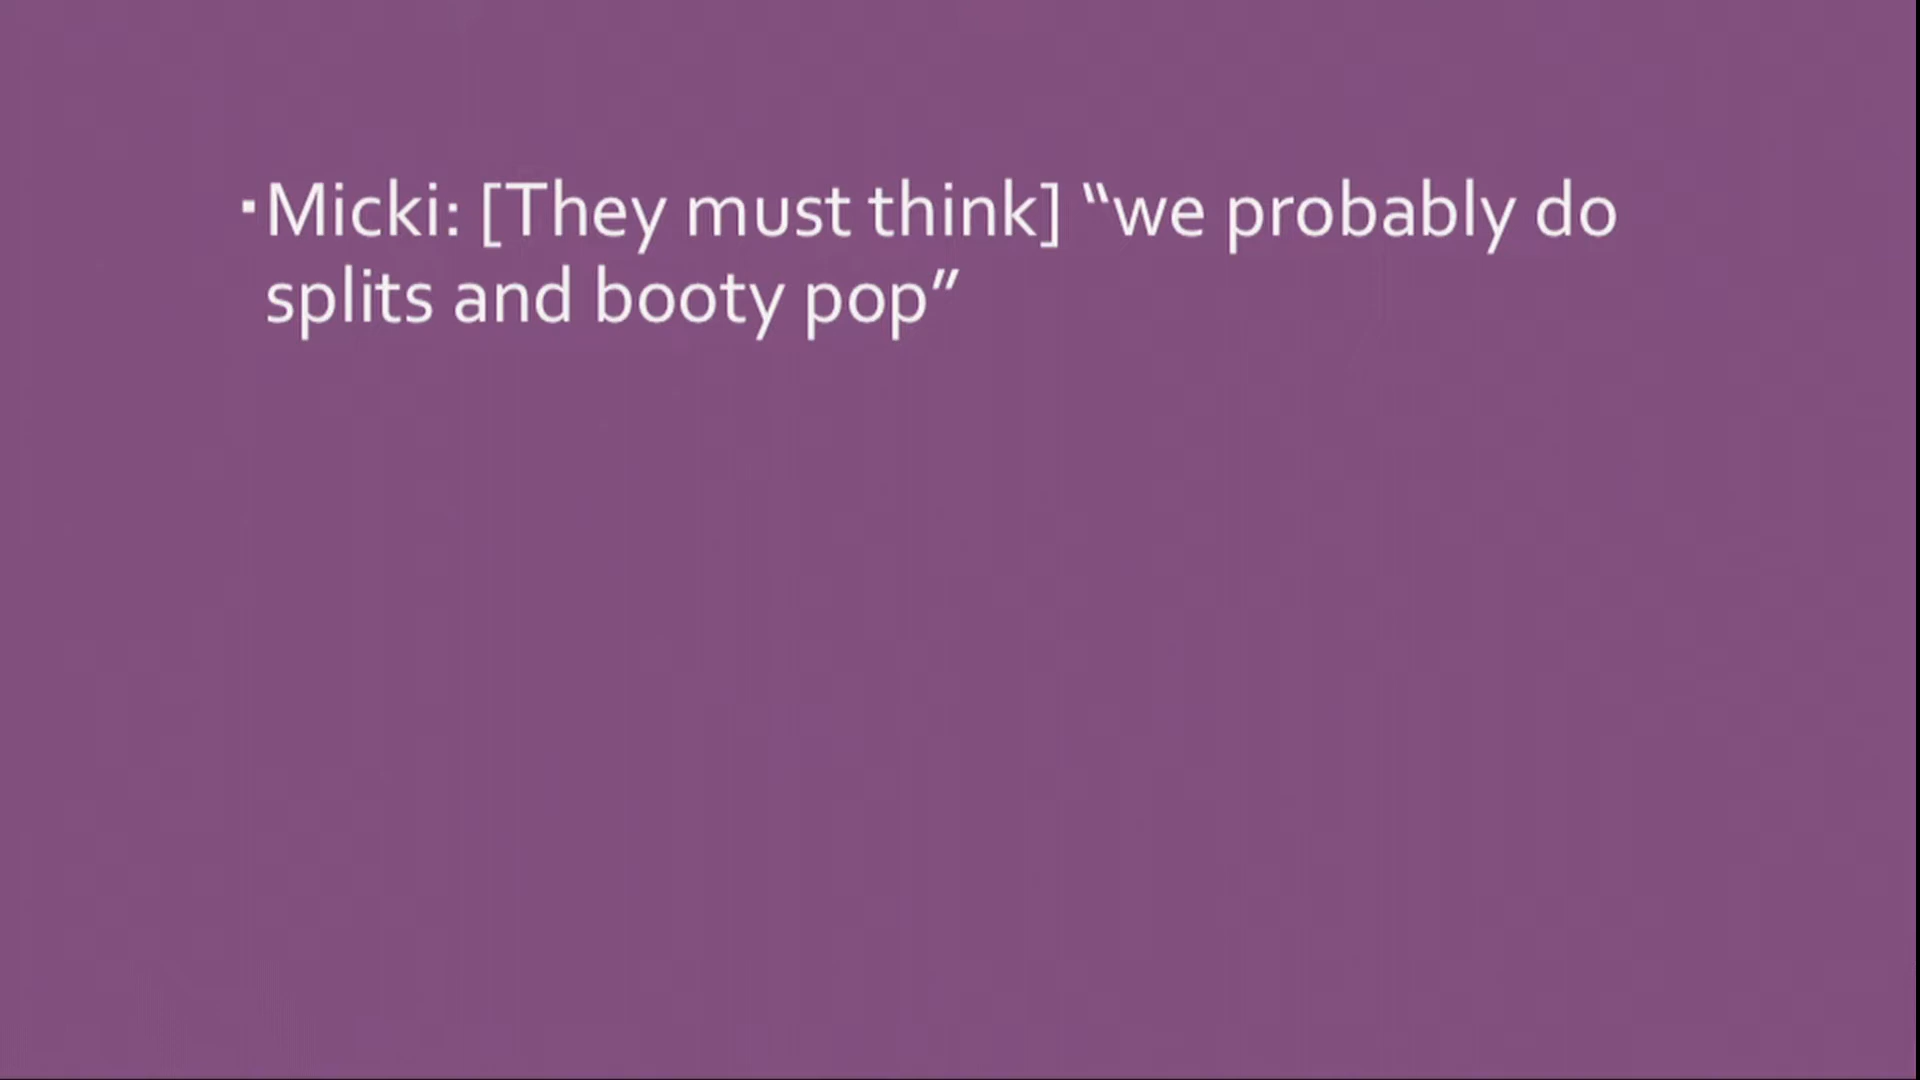 ▪Micki: [They must think] “we probably do
splits and booty pop”